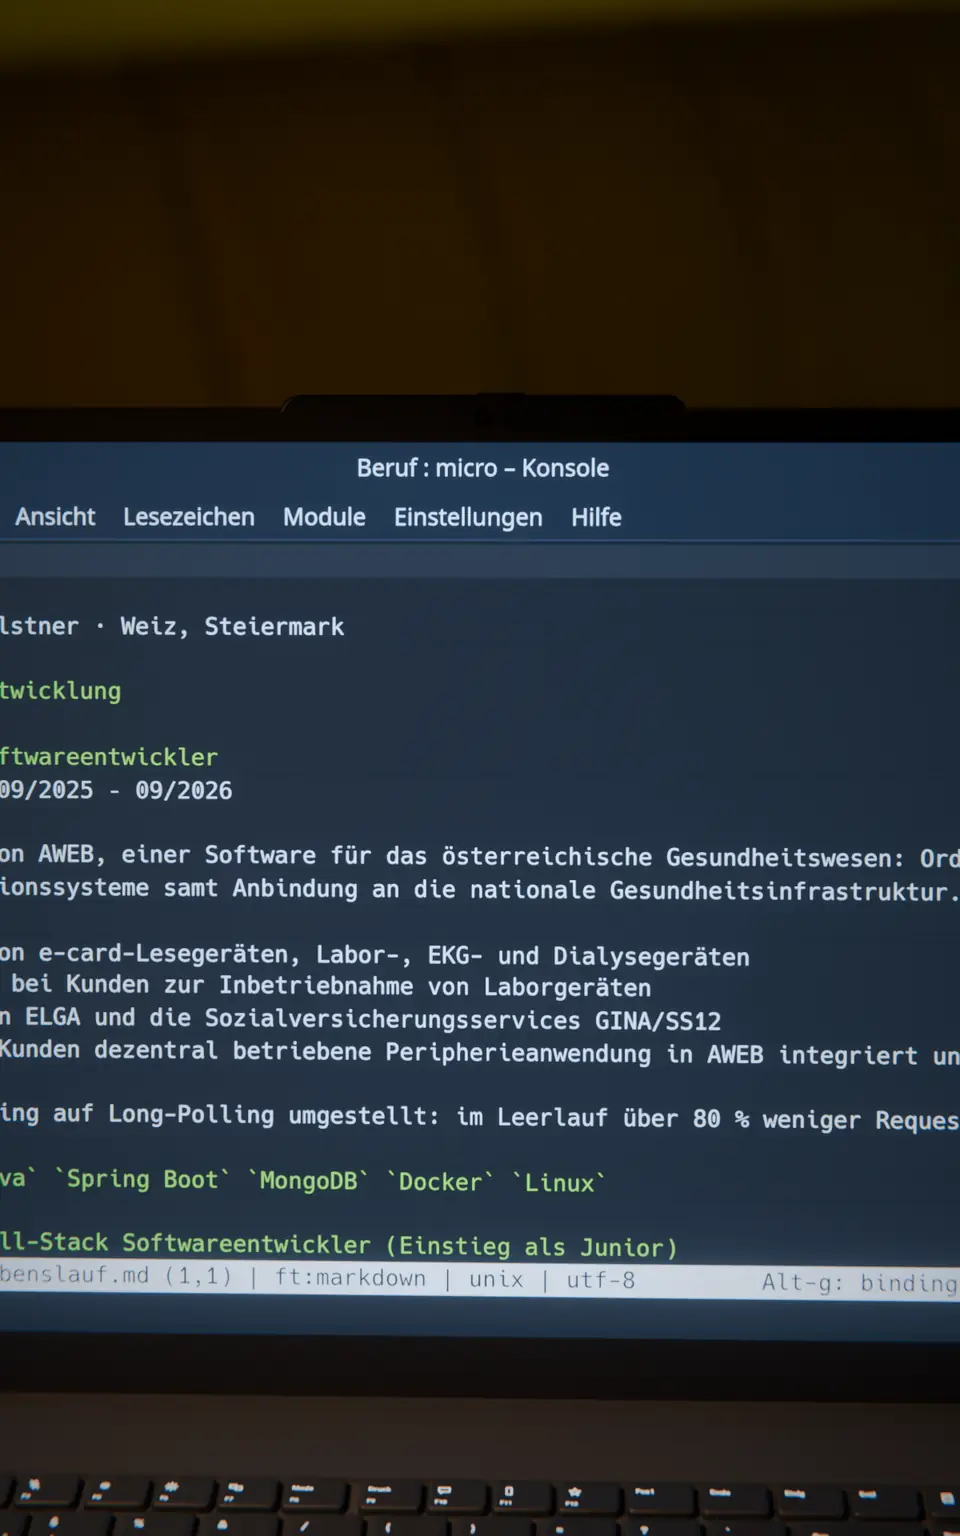 Beruf : micro – Konsole
Ansicht Lesezeichen Module Einstellungen Hilfe
lstner · Weiz, Steiermark
twicklung
ftwareentwickler
09/2025 - 09/2026
on AWEB, einer Software für das österreichische Gesundheitswesen: Ord
ionssysteme samt Anbindung an die nationale Gesundheitsinfrastruktur.
on e-card-Lesegeräten, Labor-, EKG- und Dialysegeräten
bei Kunden zur Inbetriebnahme von Laborgeräten
n ELGA und die Sozialversicherungsservices GINA/SS12
Kunden dezentral betriebene Peripherieanwendung in AWEB integriert un
ing auf Long-Polling umgestellt: im Leerlauf über 80 % weniger Reques
va` `Spring Boot` `MongoDB` `Docker` `Linux`
ll-Stack Softwareentwickler (Einstieg als Junior)
benslauf.md (1,1) | ft:markdown | unix | utf-8 Alt-g: binding